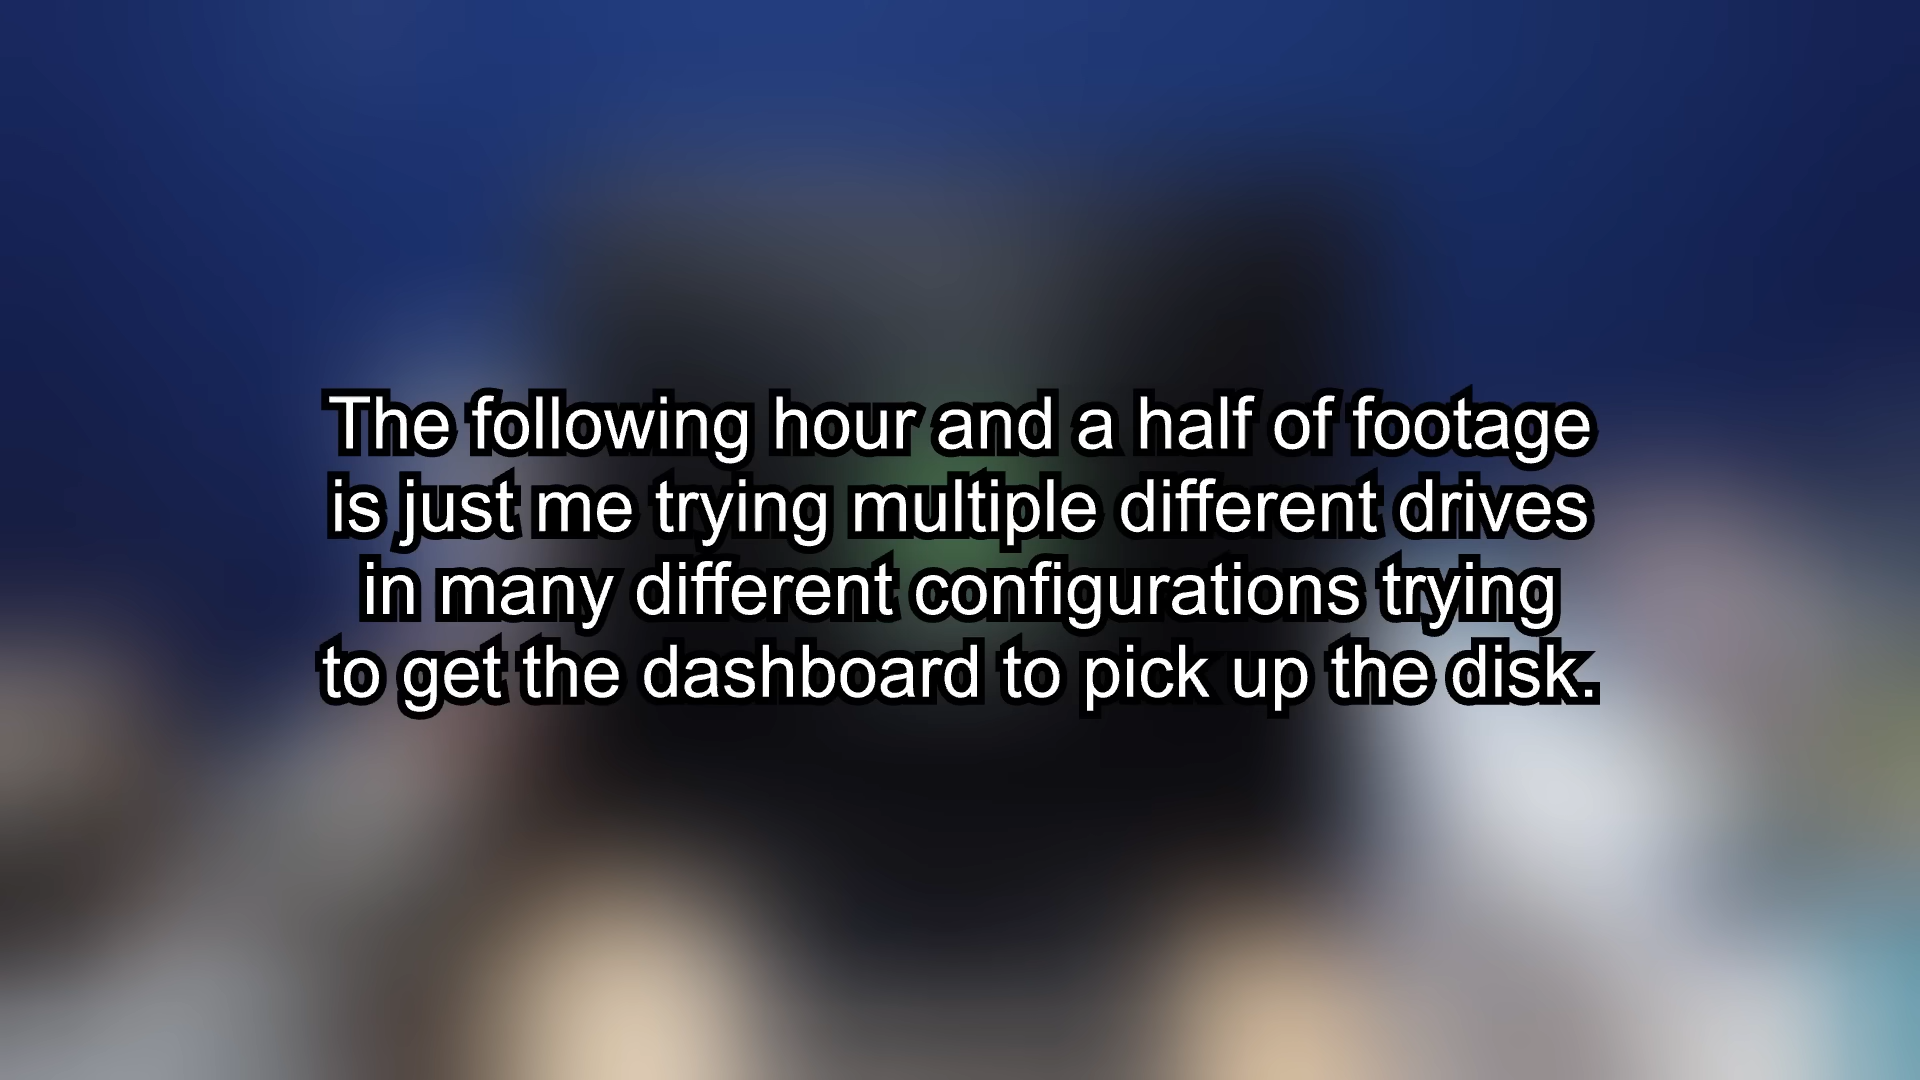 The following hour and a half of footage
is just me trying multiple different drives
in many different configurations trying
to get the dashboard to pick up the disk.